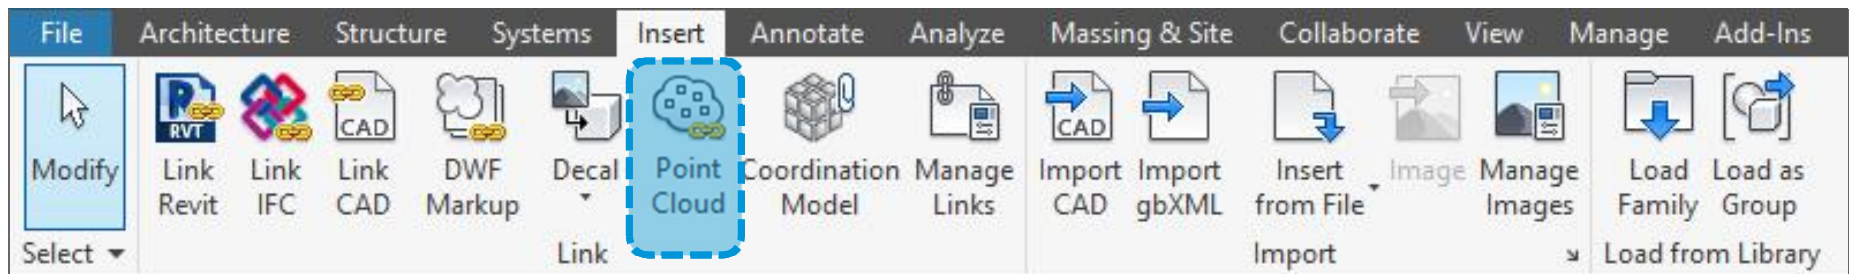 File Architecture Structure Systems Insert Annotate Analyze Massing & Site Collaborate View Manage Add-Ins
R
RVT
CAD
CAD
Modify Link Link Link DWF Decal Point Coordination Manage Import Import Insert Image Manage Load Load as
Revit IFC CAD Markup Cloud Model Links CAD gbXML from File Images Family Group
Select Link Import Load from Library